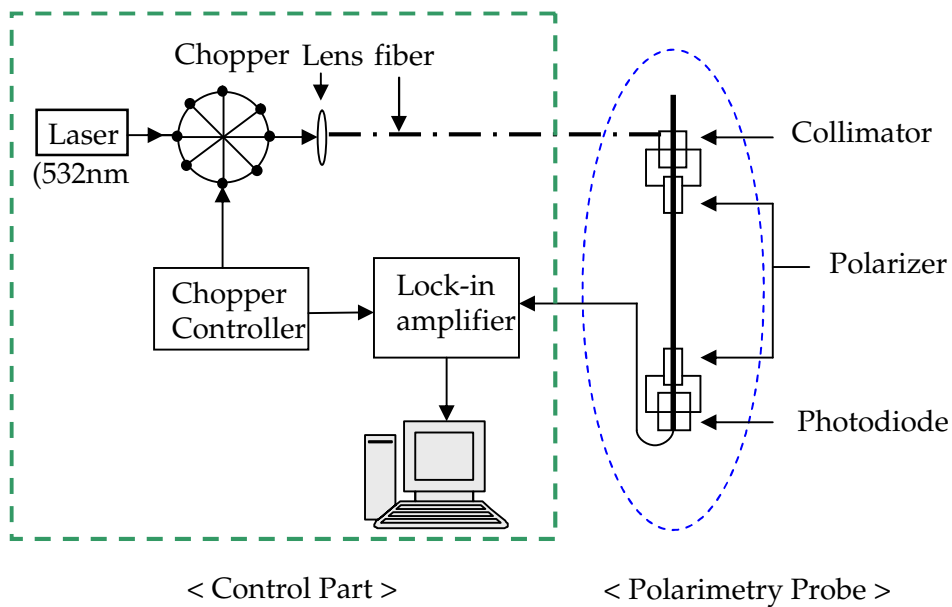 Chopper Lens fiber
Laser
(532nm
Collimator
Polarizer
Chopper
Controller
Lock-in
amplifier
Photodiode
< Control Part >
< Polarimetry Probe >